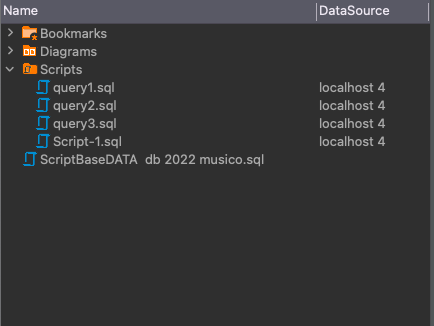 Name DataSource
Bookmarks
Diagrams
Scripts
query1.sql localhost 4
query2.sql localhost 4
query3.sql localhost 4
Script-1.sql localhost 4
ScriptBaseDATA  db 2022 musico.sql